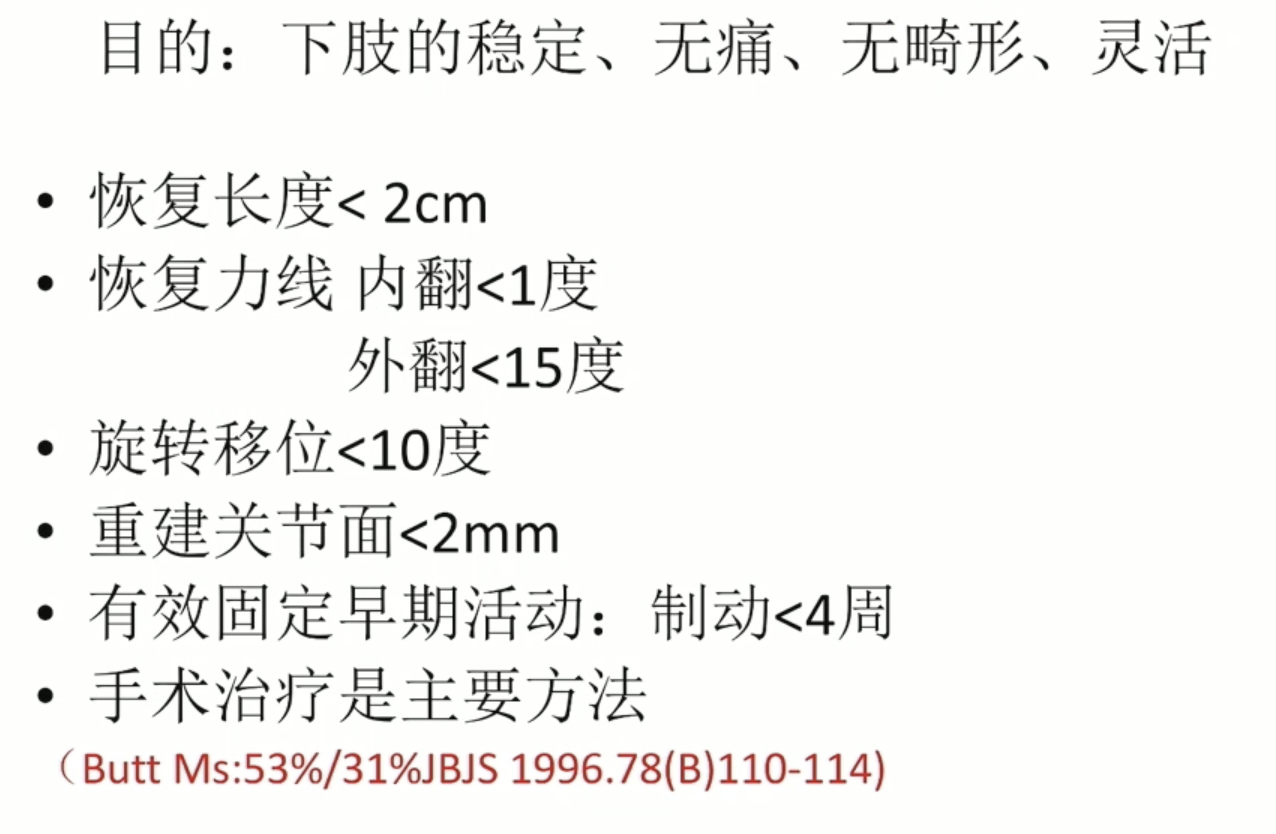 目的：下肢的稳定、无痛、无畸形、灵活
• 恢复长度< 2cm
• 恢复力线 内翻<1度
外翻<15度
• 旋转移位<10度
• 重建关节面<2mm
• 有效固定早期活动：制动<4周
• 手术治疗是主要方法
（Butt Ms:53%/31%JBJS 1996.78(B)110-114)